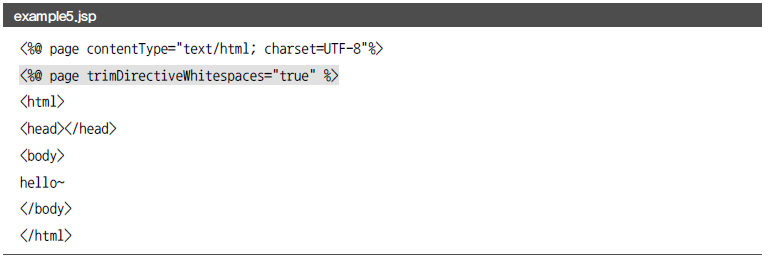 example5.jsp
<%@ page contentType="text/html; charset=UTF-8"%>
<%@ page trimDirectiveWhitespaces="true" %>
<html>
<head></head>
<body>
hello~
</body>
</html>